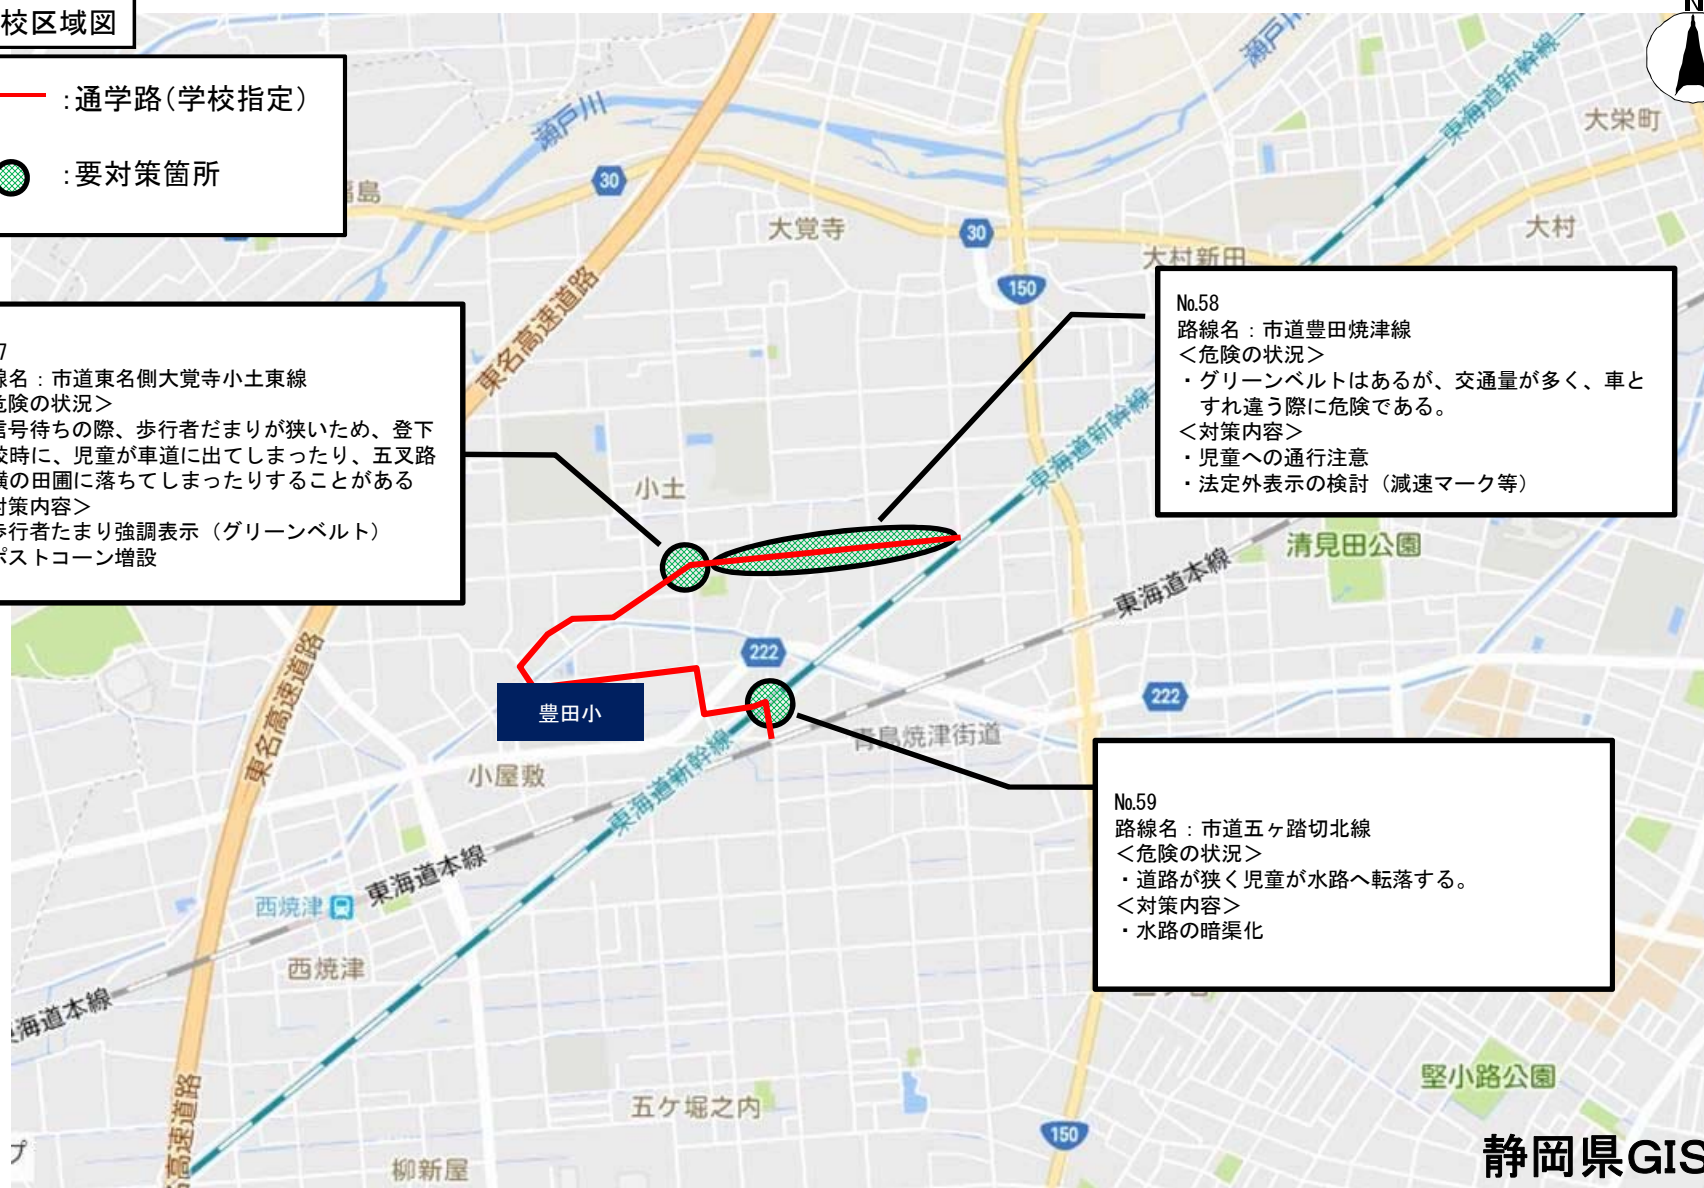 校区域図
N
:通学路(学校指定)
:要対策箇所
7
線名：市道東名側大覚寺小土東線
危険の状況＞
信号待ちの際、歩行者だまりが狭いため、登下
校時に、児童が車道に出てしまったり、五叉路
横の田圃に落ちてしまったりすることがある
対策内容＞
歩行者たまり強調表示（グリーンベルト）
ポストコーン増設
No.58
路線名：市道豊田焼津線
＜危険の状況＞
・グリーンベルトはあるが、交通量が多く、車と
すれ違う際に危険である。
＜対策内容＞
・児童への通行注意
・法定外表示の検討（減速マーク等）
No.59
路線名：市道五ヶ踏切北線
＜危険の状況＞
・道路が狭く児童が水路へ転落する。
＜対策内容＞
・水路の暗渠化
豊田小
瀬戸川
瀬戸川
東海道新幹線
大栄町
30
島
大覚寺
30
大村
大村新田
150
東名高速道路
東海道新幹線
小土
清見田公園
東海道本線
222
222
東名高速道路
青島焼津街道
小屋敷
東海道新幹線
東海道本線
西焼津
西焼津
海道本線
堅小路公園
五ケ堀之内
高速道路
150
柳新屋
プ
静岡県GIS